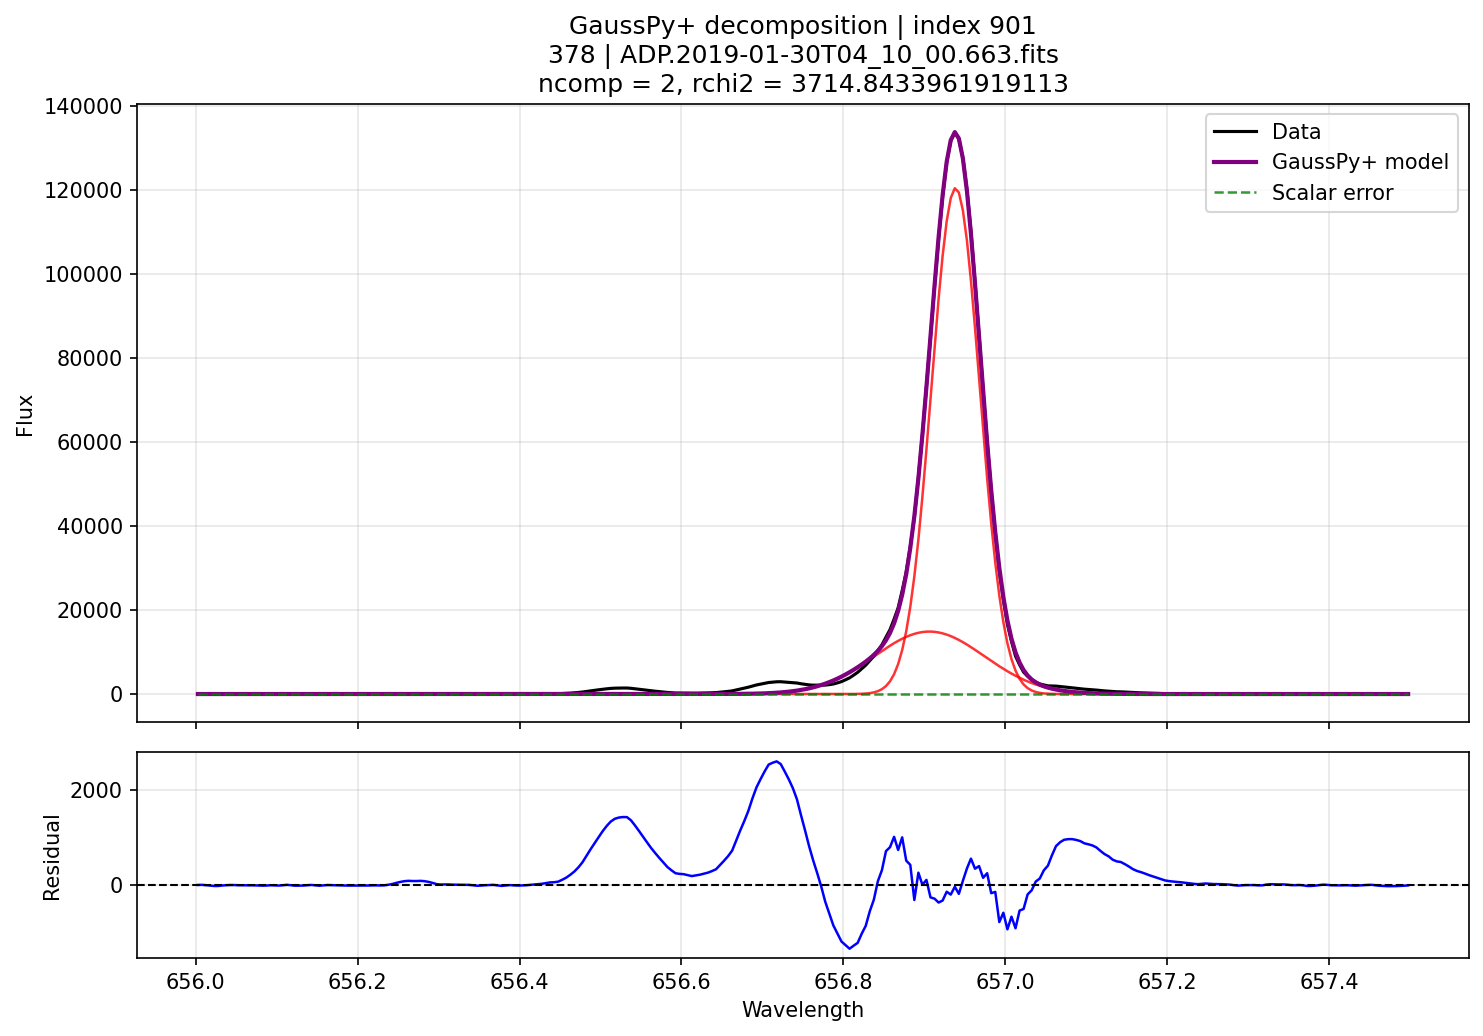 GaussPy+ decomposition | index 901
378 | ADP.2019-01-30T04_10_00.663.fits
ncomp = 2, rchi2 = 3714.8433961919113
140000
120000
100000
80000
60000
40000
20000
0
Flux
Data
GaussPy+ model
Scalar error
2000
0
Residual
656.0
656.2
656.4
656.6
656.8
657.0
657.2
657.4
Wavelength